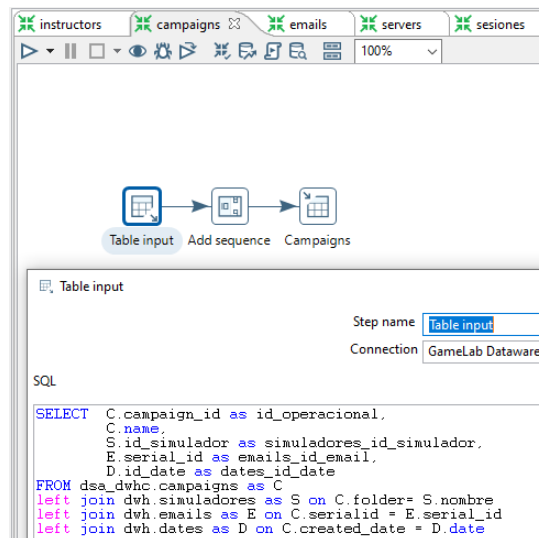 instructors campaigns emails servers sesiones
100%
Table input Add sequence Campaigns
Table input
Step name Table input
Connection GameLab Dataware
SQL
SELECT C.campaign_id as id_operacional,
C.name,
S.id_simulador as simuladores_id_simulador,
E.serial_id as emails_id_email,
D.id_date as dates_id_date
FROM dsa_dwhc.campaigns as C
left join dwh.simuladores as S on C.folder= S.nombre
left join dwh.emails as E on C.serialid = E.serial_id
left join dwh.dates as D on C.created_date = D.date